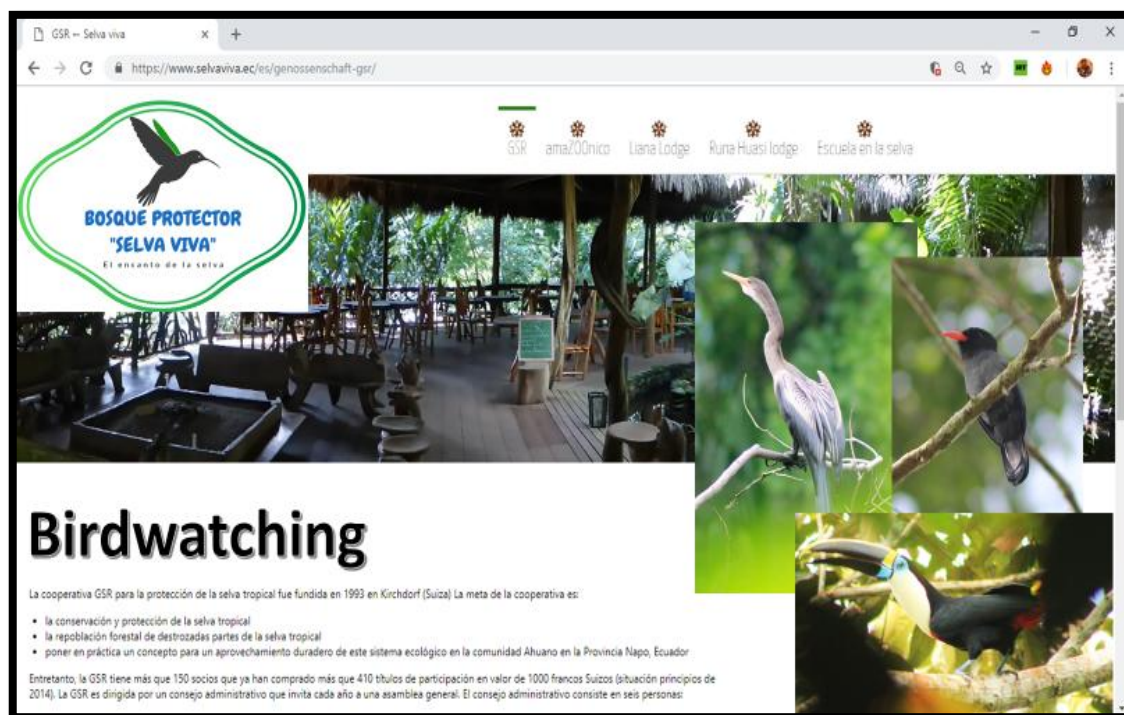 GSR – Selva viva
https://www.selvaviva.ec/es/genossenschaft-gsr/
BOSQUE PROTECTOR
"SELVA VIVA"
El ensanto de la selva
GSR
amaZOOnico
Liana Lodge
Runa Huasi lodge
Escuela en la selva
Birdwatching
La cooperativa GSR para la protección de la selva tropical fue fundida en 1993 en Kirchdorf (Suiza) La meta de la cooperativa es:
• la conservación y protección de la selva tropical
• la repoblación forestal de destrozadas partes de la selva tropical
• poner en práctica un concepto para un aprovechamiento duradero de este sistema ecológico en la comunidad Ahuano en la Provincia Napo, Ecuador
Entretanto, la GSR tiene más que 150 socios que ya han comprado más que 410 títulos de participación en valor de 1000 francos Suizos (situación principios de
2014). La GSR es dirigida por un consejo administrativo que invita cada año a una asamblea general. El consejo administrativo consiste en seis personas: